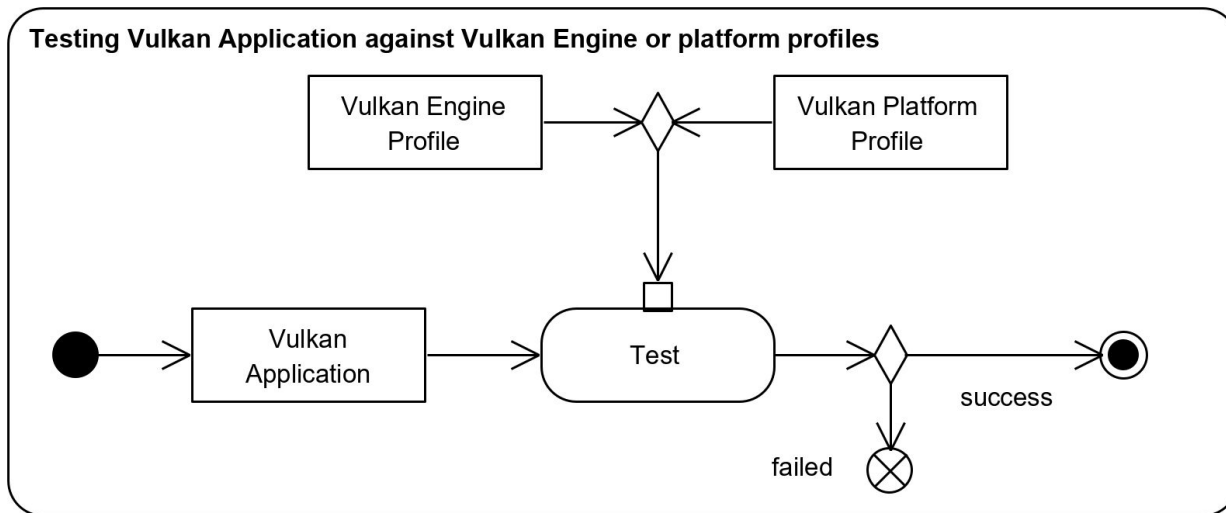 Testing Vulkan Application against Vulkan Engine or platform profiles
Vulkan Engine
Profile
Vulkan Platform
Profile
Vulkan
Application
Test
success
failed